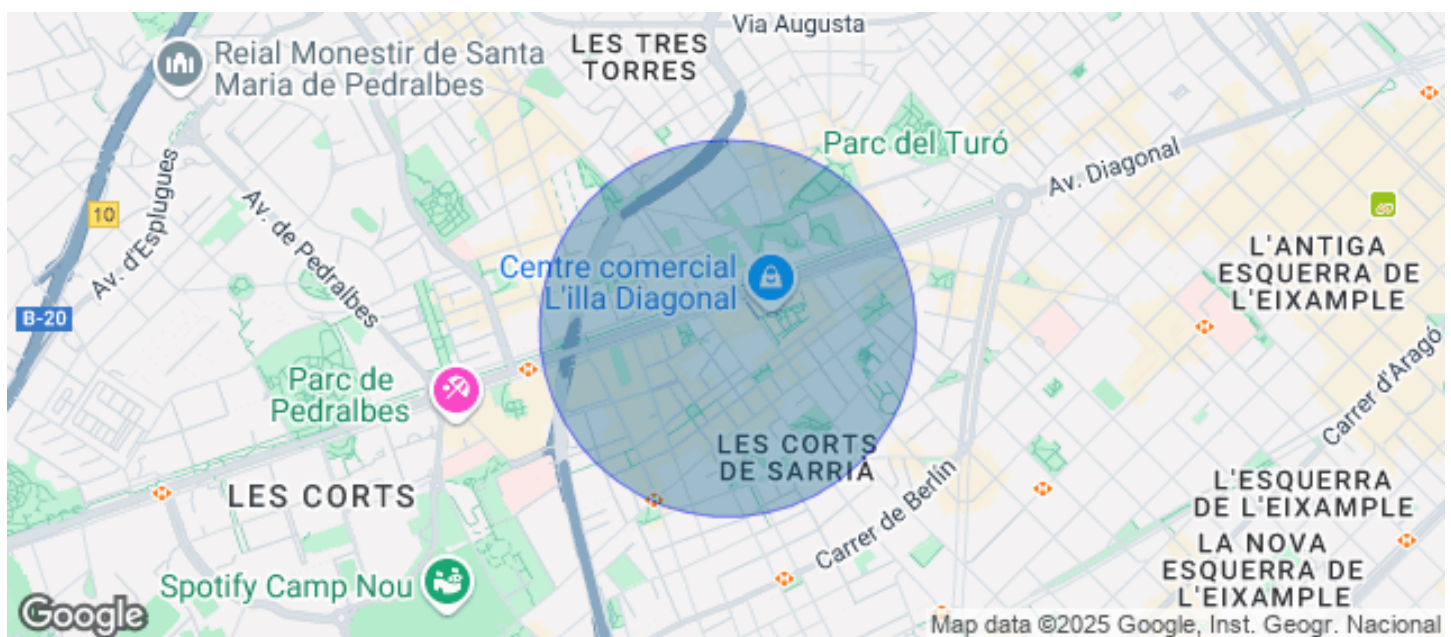 Via Augusta
LES TRES
TORRES
Reial Monestir de Santa
Maria de Pedralbes
Parc del Turó
Av. Diagonal
Av. d'Esplugues
10
Av. de Pedralbes
B-20
Centre comercial
L'illa Diagonal
L'ANTIGA
ESQUERRA DE
L'EIXAMPLE
Parc de
Pedralbes
Carrer d'Aragó
LES CORTS
DE SARRIÀ
LES CORTS
Carrer de Berlín
L'ESQUERRA
DE L'EIXAMPLE
LA NOVA
ESQUERRA DE
L'EIXAMPLE
Spotify Camp Nou
Google
Map data ©2025 Google, Inst. Geogr. Nacional